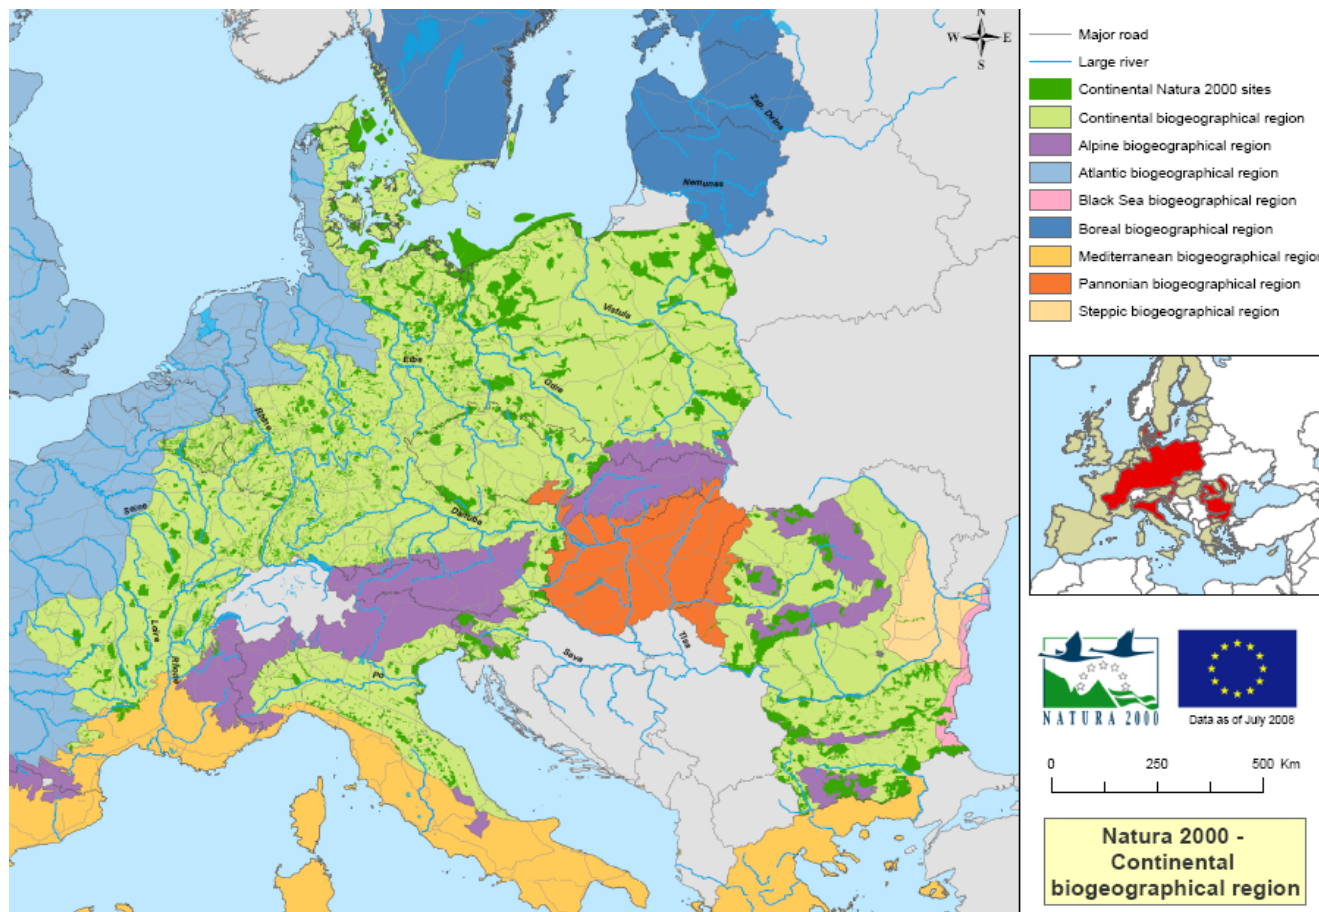 N
W E
S
Major road
Large river
Continental Natura 2000 sites
Continental biogeographical region
Alpine biogeographical region
Atlantic biogeographical region
Black Sea biogeographical region
Boreal biogeographical region
Mediterranean biogeographical region
Pannonian biogeographical region
Steppic biogeographical region
Zap. Dvina
Nemunas
Vistula
Elbe
Odre
Rhine
Seine
Danube
Loire
Rhone
Po
Sava
Tisa
NATURA 2000
Data as of July 2008
0 250 500 Km
Natura 2000 -
Continental
biogeographical region